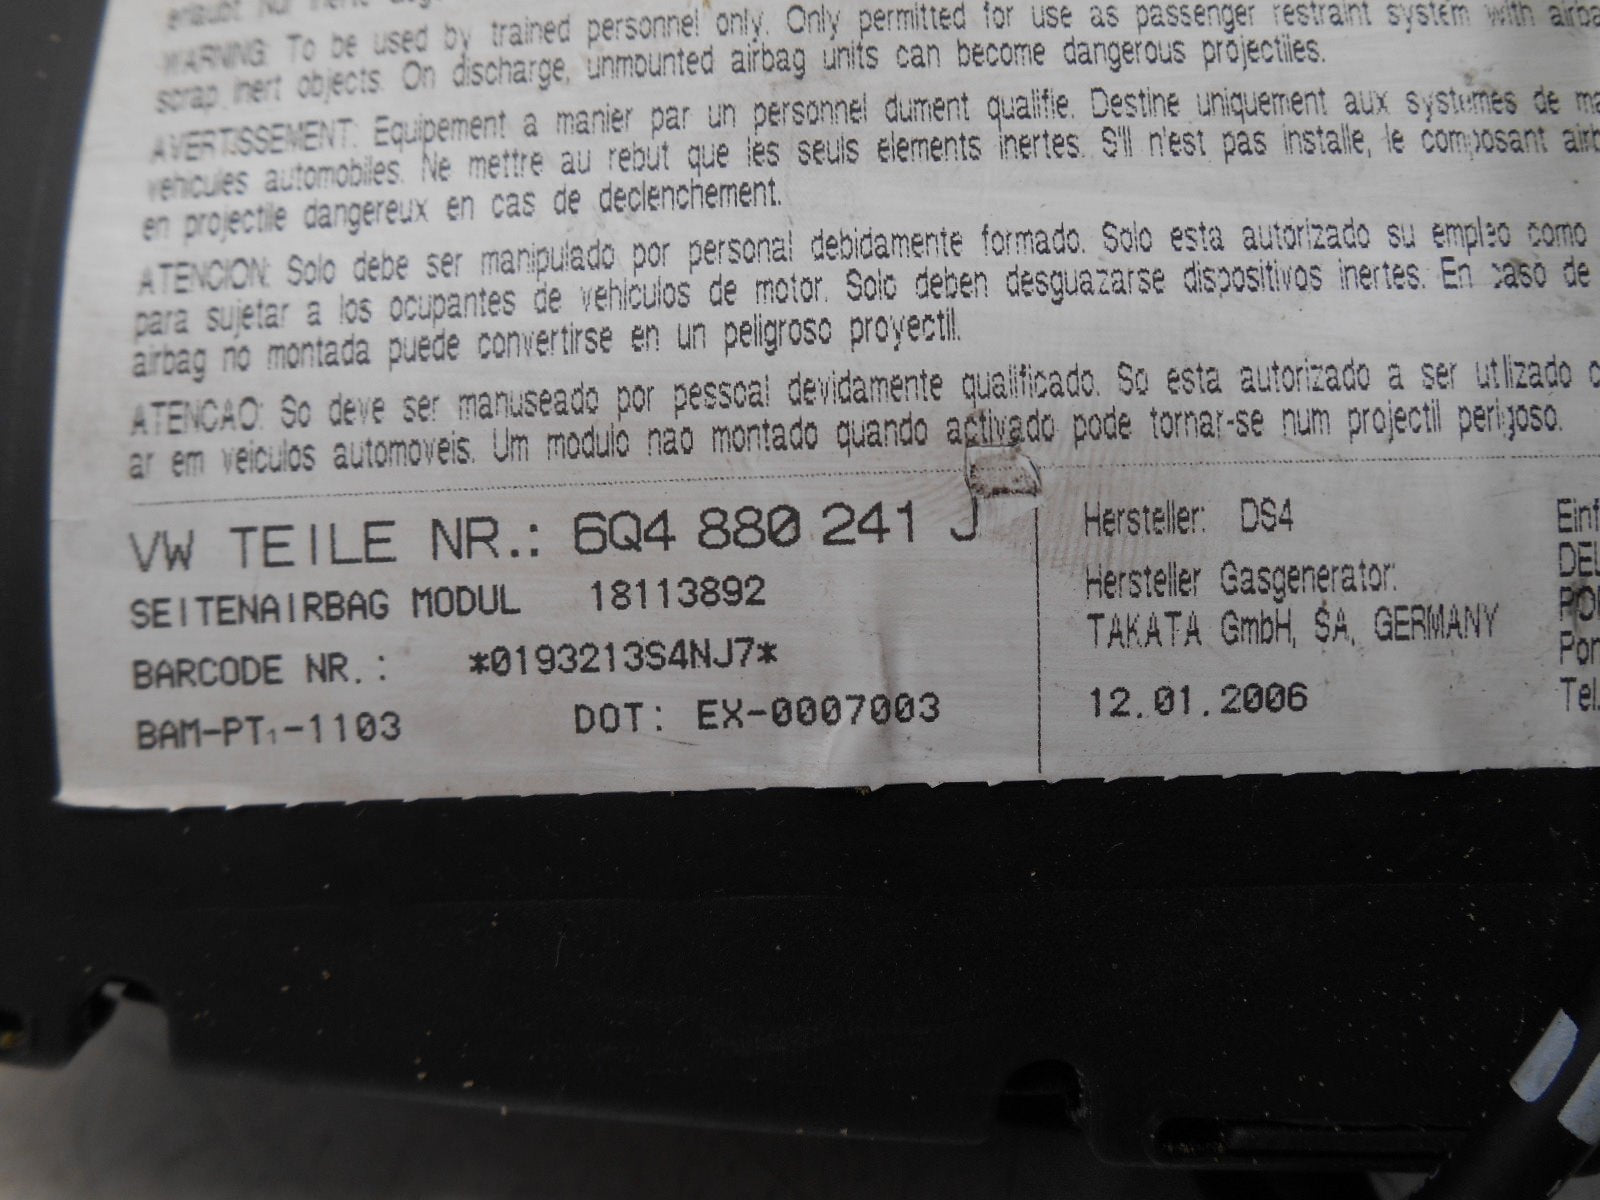 erlaubt. Nur inerte
WARNING: To be used by trained personnel only. Only permitted for use as passenger restraint system with
scrap inert objects. On discharge, unmounted airbag units can become dangerous projectiles.
AVERTISSEMENT: Equipement a manier par un personnel dument qualifie. Destine uniquement aux systemes de
vehicules automobiles. Ne mettre au rebut que les seuls elements inertes. S'il n'est pas installe, le composant
en projectile dangereux en cas de declenchement.
ATENCION: Solo debe ser manipulado por personal debidamente formado. Solo esta autorizado su empleo como
para sujetar a los ocupantes de vehiculos de motor. Solo deben desguazarse dispositivos inertes. En caso de
airbag no montada puede convertirse en un peligroso proyectil.
ATENCAO: So deve ser manuseado por pessoal devidamente qualificado. So esta autorizado a ser utilizado
ar em veiculos automoveis. Um modulo nao montado quando activado pode tornar-se num projectil perigoso.
VW TEILE NR.: 6Q4 880 241 J
SEITENAIRBAG MODUL 18113892
BARCODE NR.: *0193213S4NJ7*
BAM-PT1-1103 DOT: EX-0007003
Hersteller: DS4
Hersteller Gasgenerator:
TAKATA GmbH, SA, GERMANY
12.01.2006
Tel.